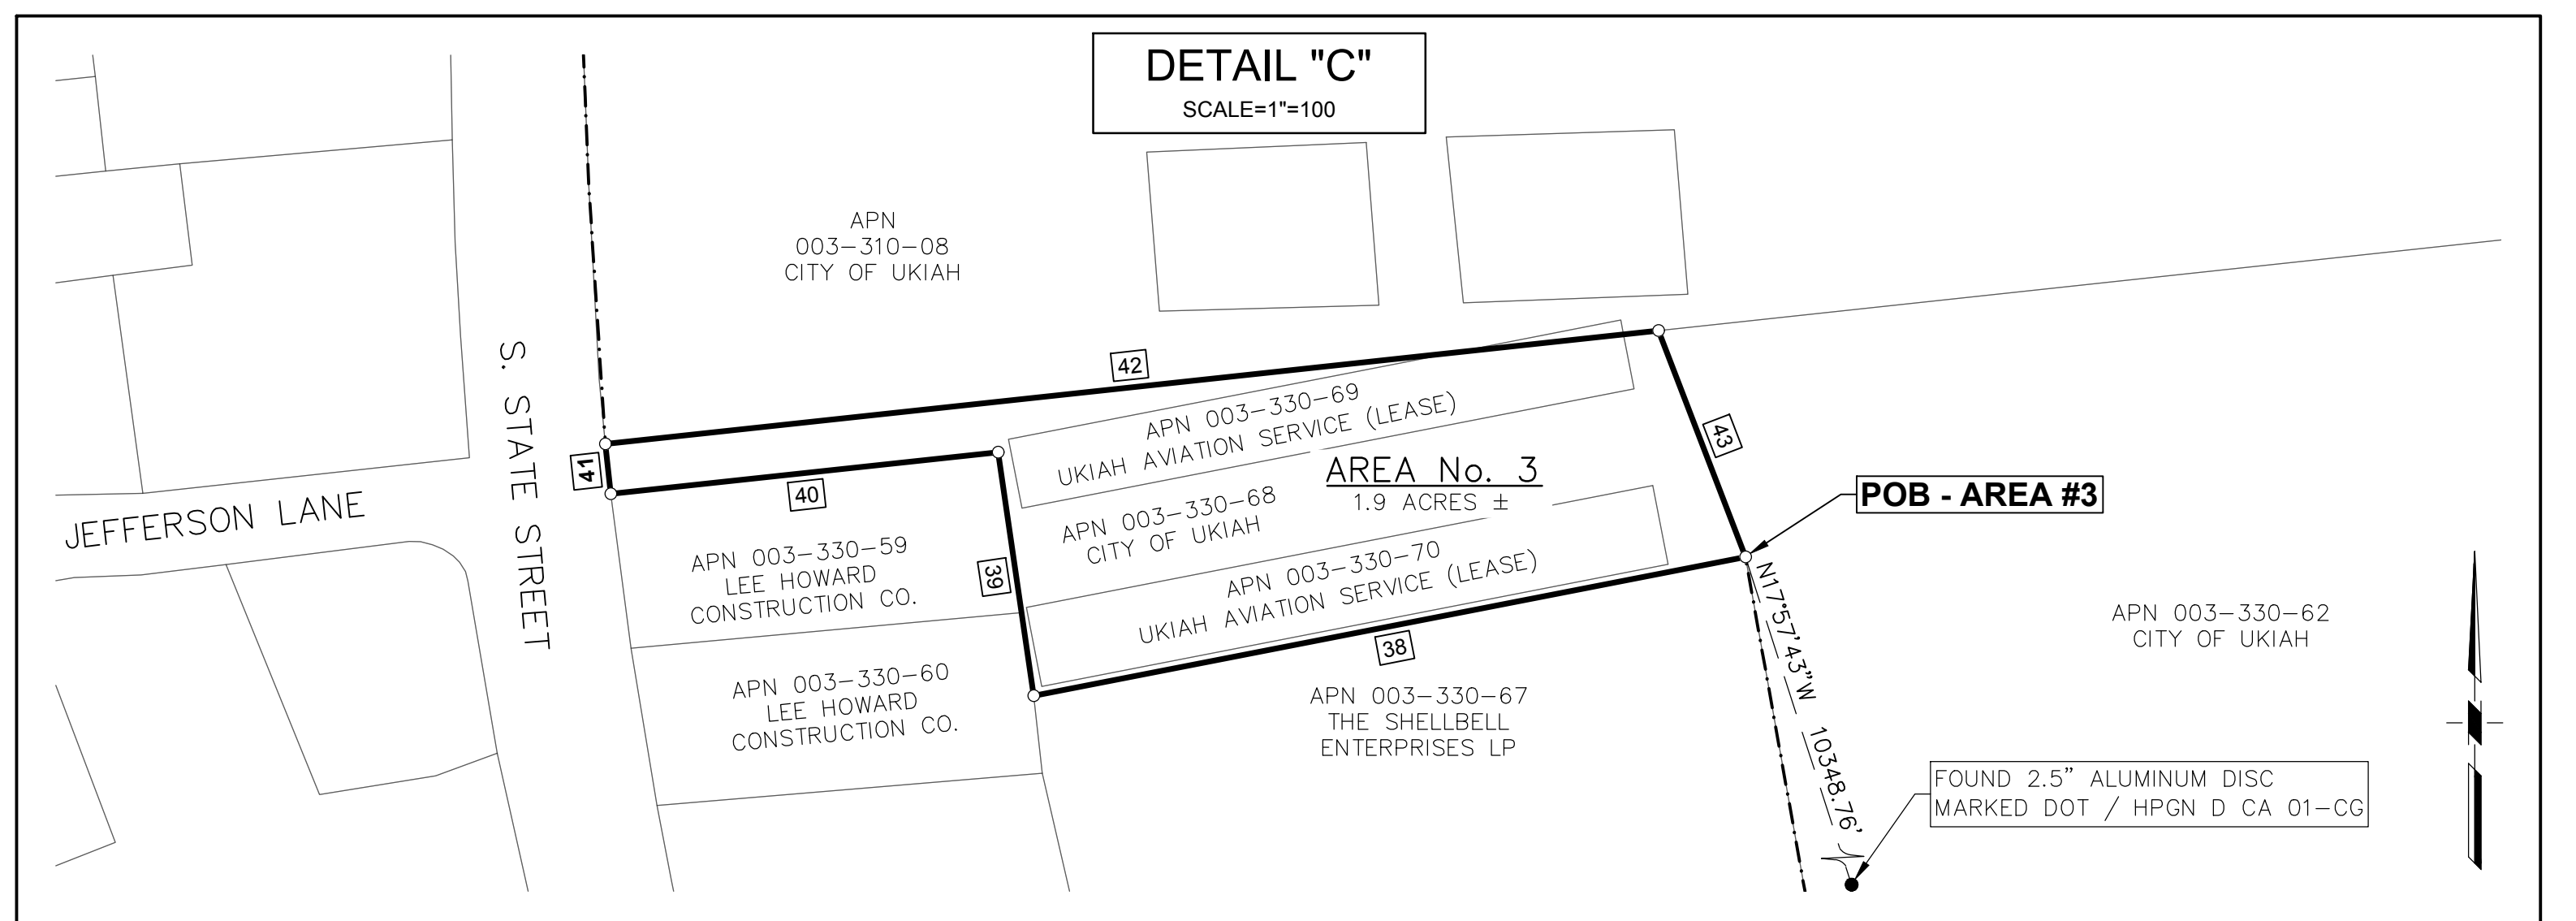 DETAIL "C"
SCALE=1"=100
APN
003-310-08
CITY OF UKIAH
S. STATE STREET
JEFFERSON LANE
42
41
40
39
43
38
APN 003-330-69
UKIAH AVIATION SERVICE (LEASE)
AREA No. 3
1.9 ACRES ±
APN 003-330-68
CITY OF UKIAH
APN 003-330-70
UKIAH AVIATION SERVICE (LEASE)
POB - AREA #3
APN 003-330-59
LEE HOWARD
CONSTRUCTION CO.
APN 003-330-60
LEE HOWARD
CONSTRUCTION CO.
APN 003-330-67
THE SHELLBELL
ENTERPRISES LP
N17°57'43"W 10348.76'
APN 003-330-62
CITY OF UKIAH
FOUND 2.5" ALUMINUM DISC
MARKED DOT / HPGN D CA 01-CG